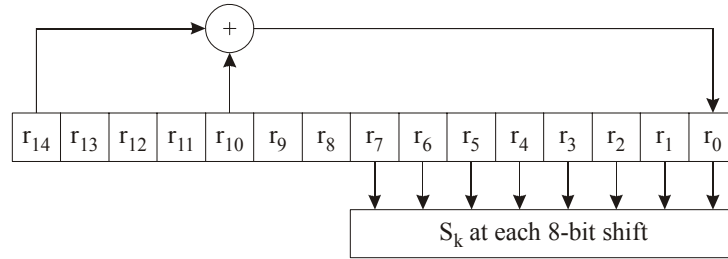 +
r₁₄ r₁₃ r₁₂ r₁₁ r₁₀ r₉ r₈ r₇ r₆ r₅ r₄ r₃ r₂ r₁ r₀
Sₖ at each 8-bit shift